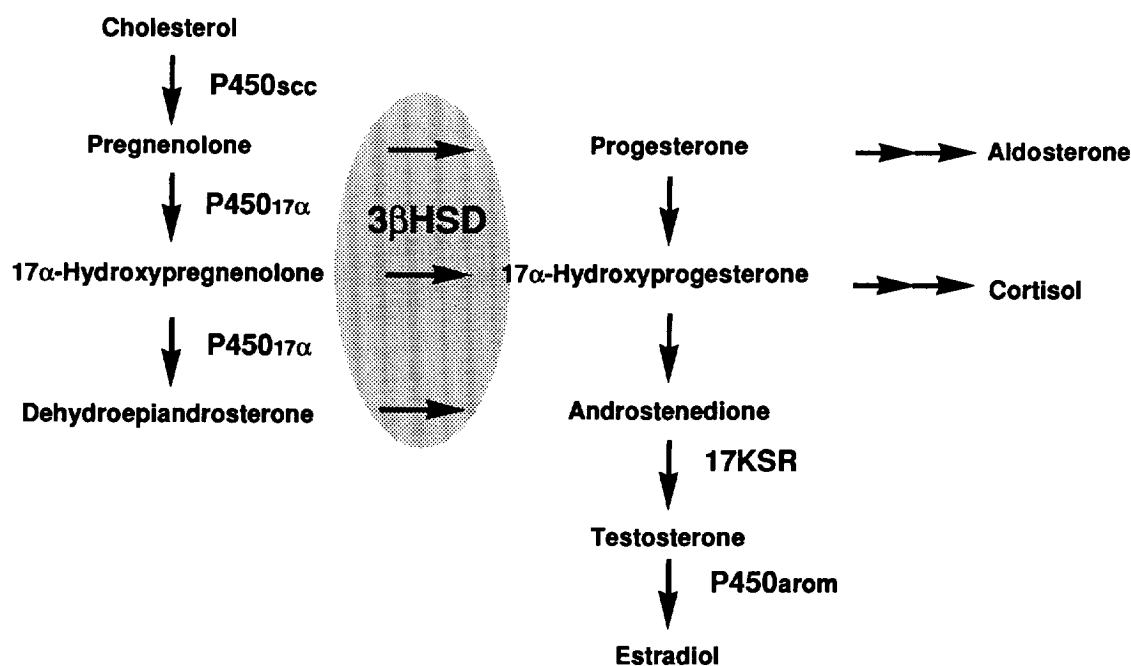 Cholesterol
P450scc
Pregnenolone
Progesterone
Aldosterone
P45017α
3βHSD
17α-Hydroxypregnenolone
17α-Hydroxyprogesterone
Cortisol
P45017α
Dehydroepiandrosterone
Androstenedione
17KSR
Testosterone
P450arom
Estradiol